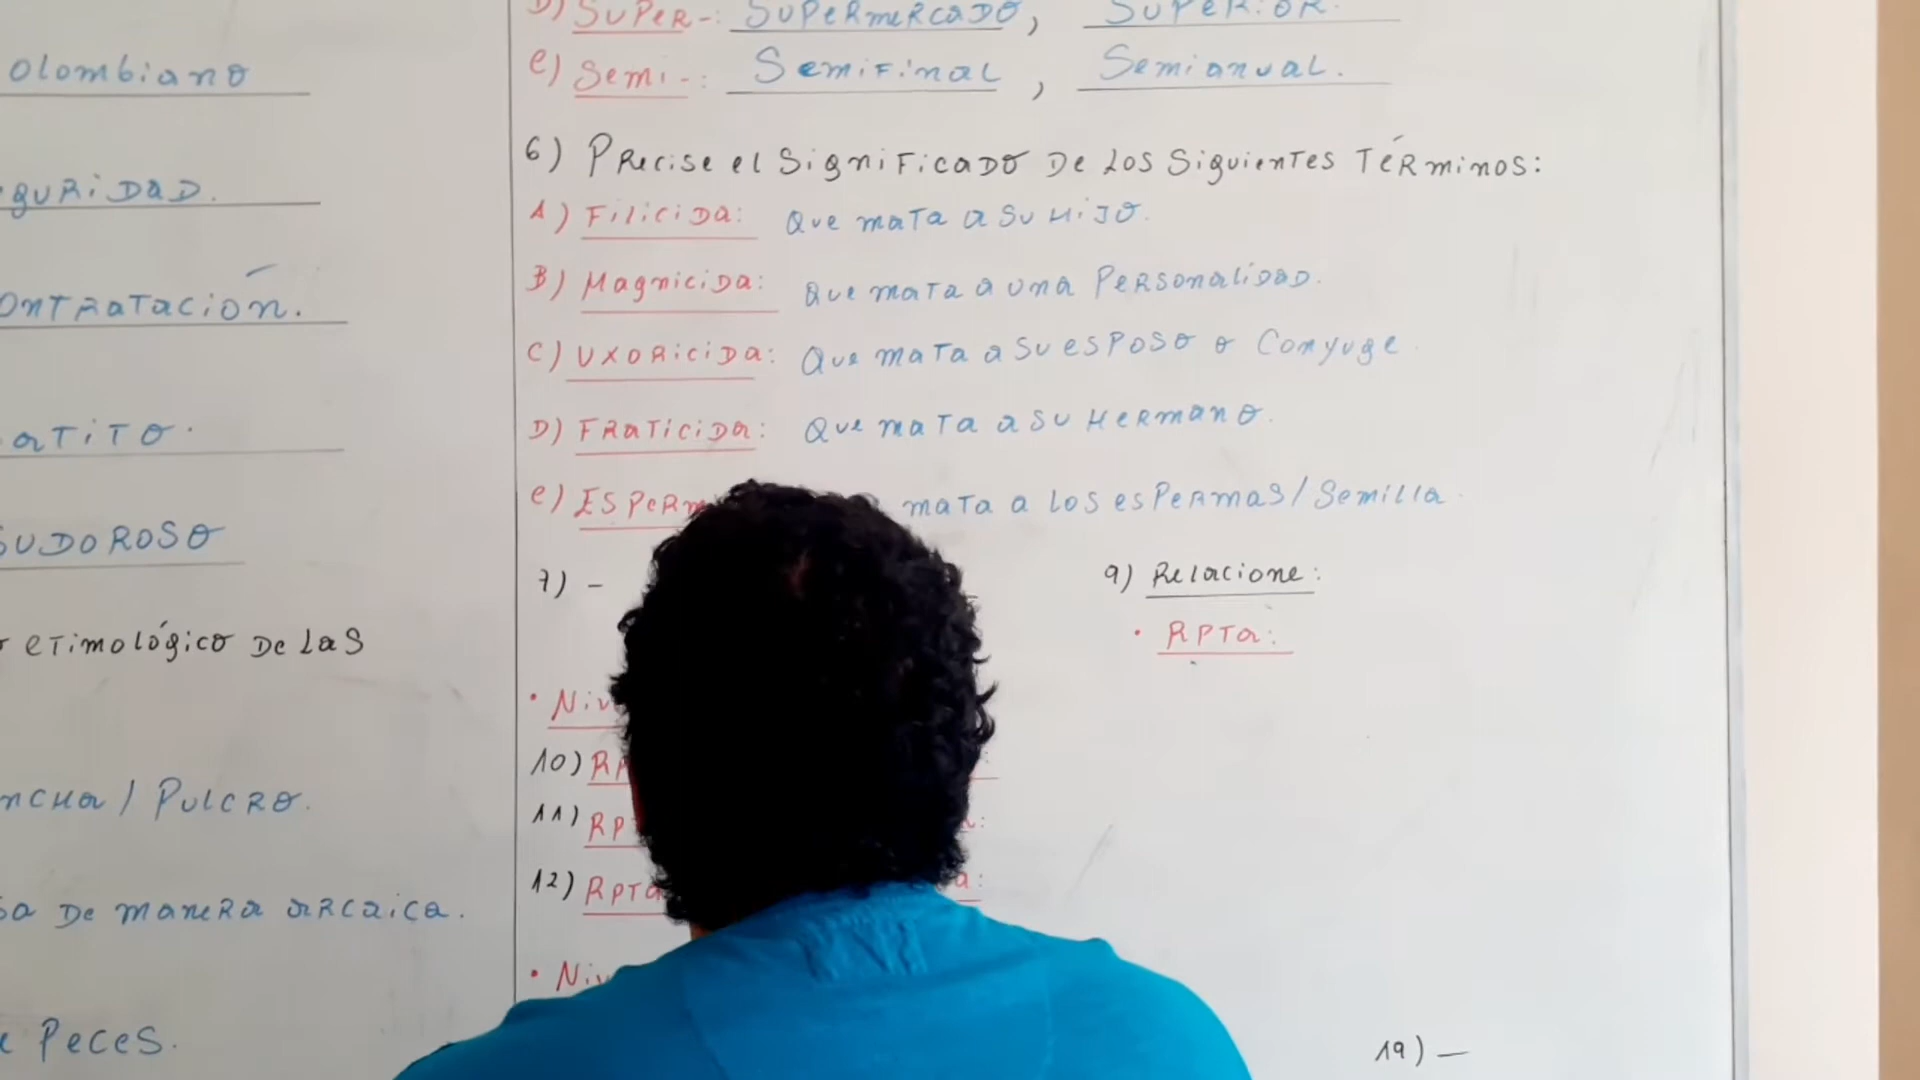 olombiano
guRiDaD.
ontRatación.
atito.
SUDOROSO
etimológico De Las
ncha / Pulcro.
De maneRa aRcaica.
Peces.
D) SuPeR-: SuPeRmeRcaDo, SuPeRioR.
e) Semi-: SemiFinal, Semianual.
6) PRecise el SigniFicaDo De Los Siguientes TéRminos:
A) FiliciDa: Que mata a su Hijo.
B) MagniciDa: Que mata a una PeRsonaliDaD.
C) UxoRiciDa: Que mata a su esposo o Conyuge.
D) FRaticiDa: Que mata a su HeRmano.
e) ESPeRm mata a los esPeRmas/Semilla.
7) -
9) Relacione:
• RPTa:
• Niv
10) RP
11) RPT
12) RPTa a:
• Niv
19) —